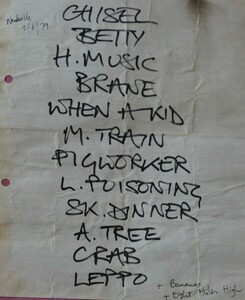 Nashville
2/6/79
CHISEL
BETTY
H. MUSIC
BRANE
WHEN A KID
M. TRAIN
PIGWORKER
L. POISONING
SK. DINNER
A. TREE
CRAB
LEPPO
+ Bananas
+ Eight Miles High